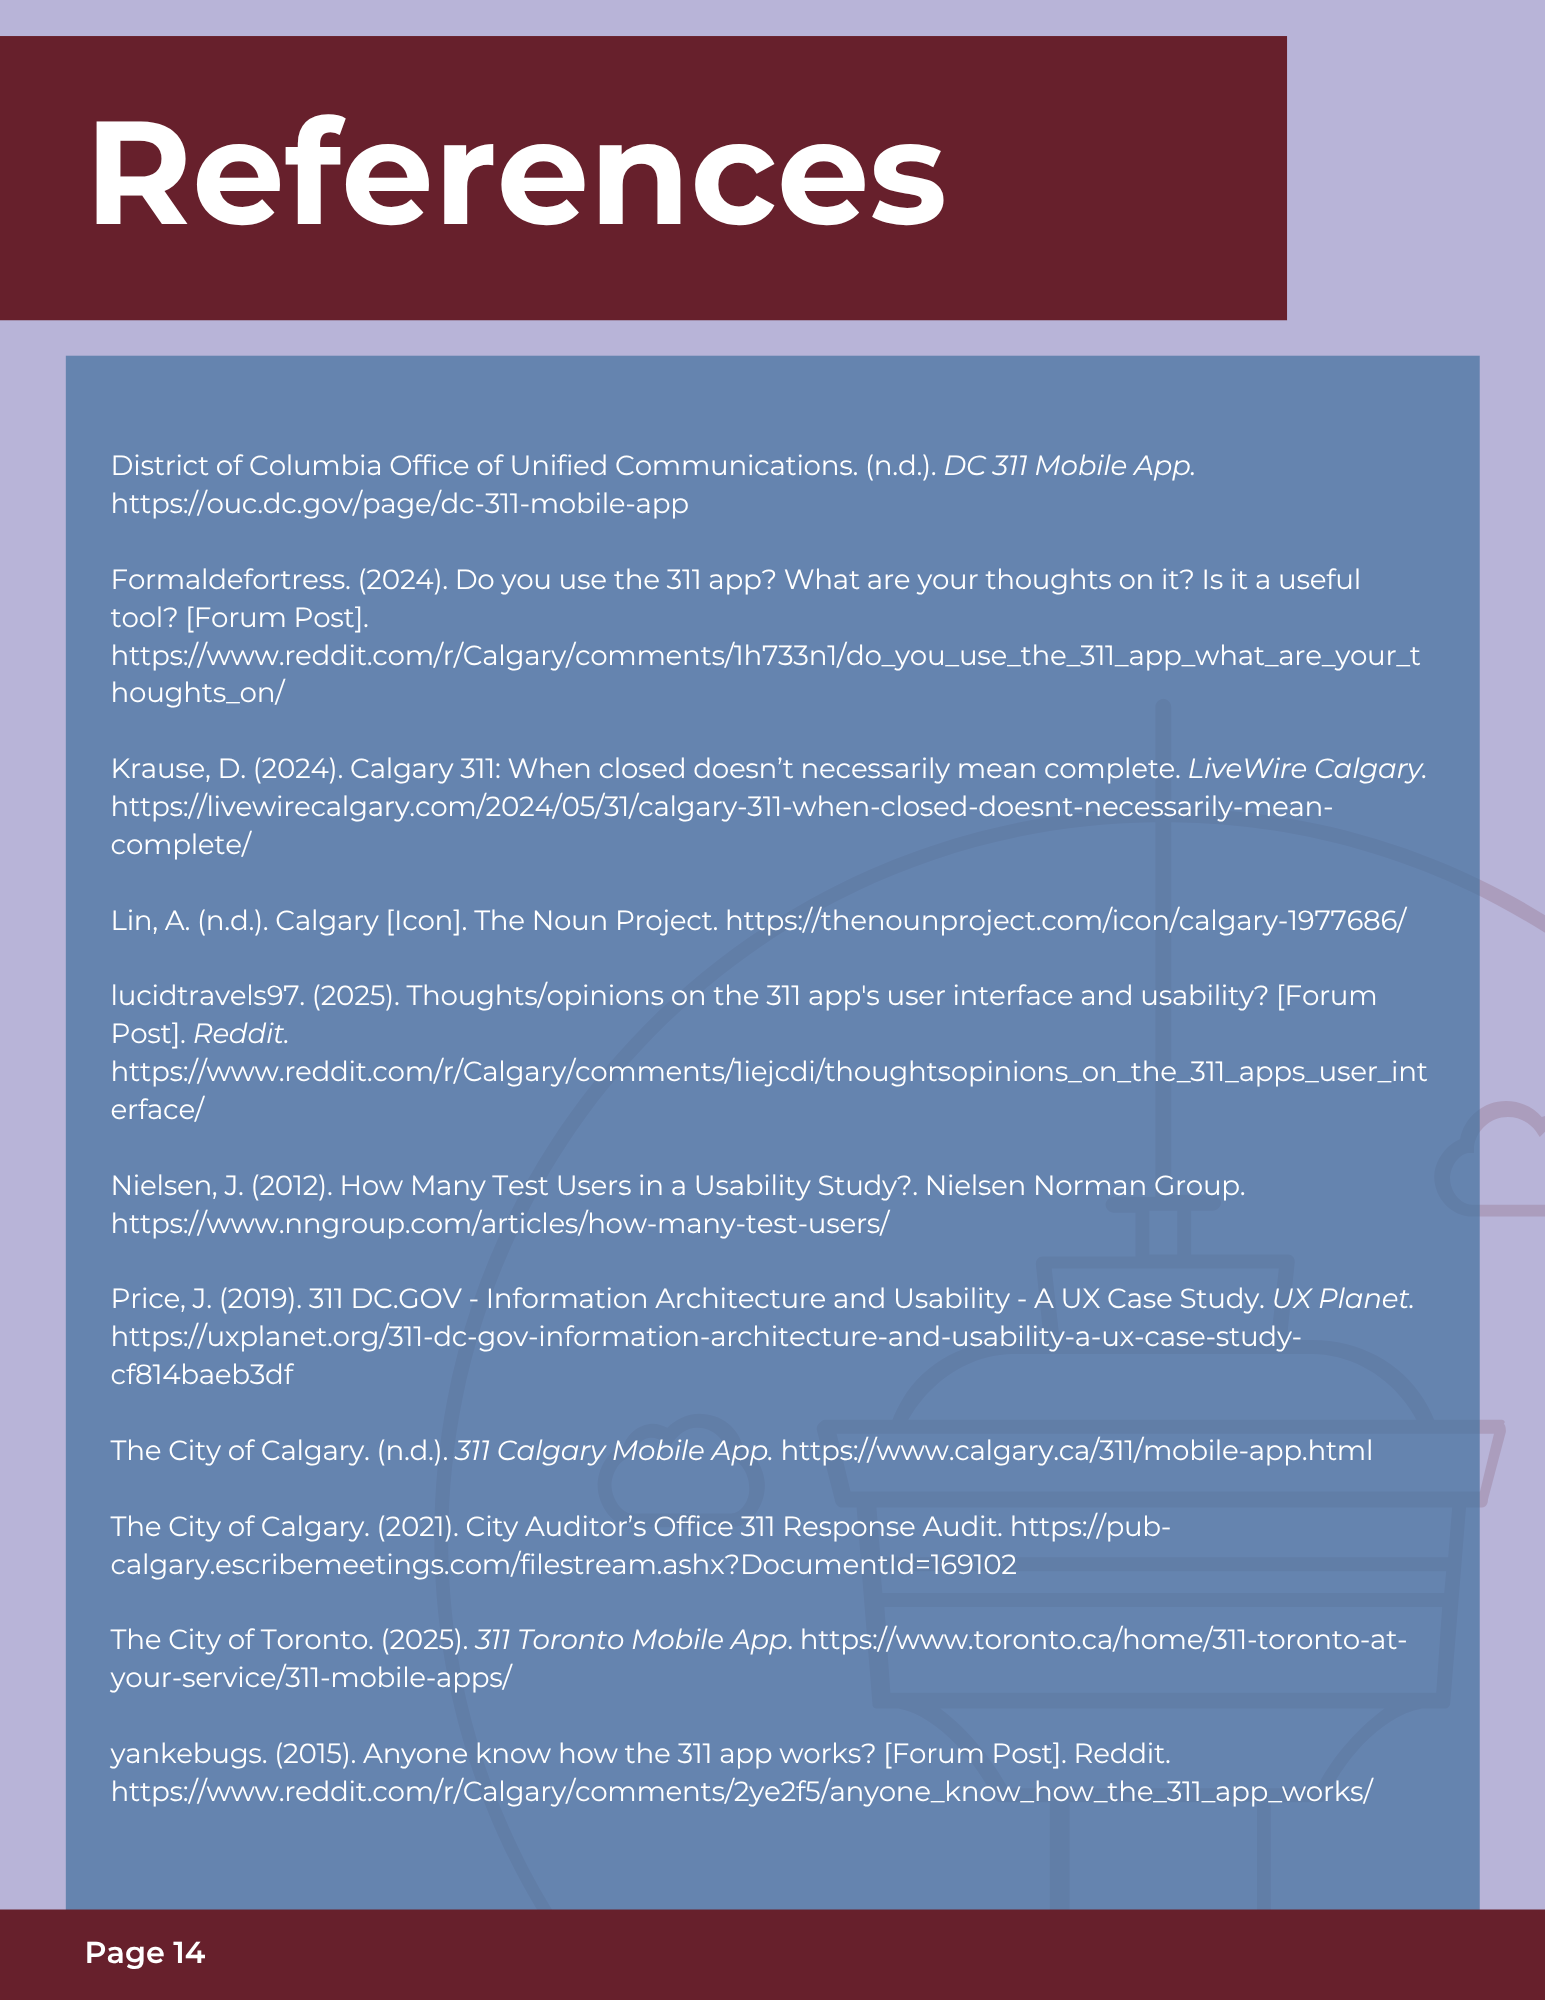 References
District of Columbia Office of Unified Communications. (n.d.). DC 311 Mobile App.
https://ouc.dc.gov/page/dc-311-mobile-app
Formaldefortress. (2024). Do you use the 311 app? What are your thoughts on it? Is it a useful
tool? [Forum Post].
https://www.reddit.com/r/Calgary/comments/1h733n1/do_you_use_the_311_app_what_are_your_t
houghts_on/
Krause, D. (2024). Calgary 311: When closed doesn’t necessarily mean complete. LiveWire Calgary.
https://livewirecalgary.com/2024/05/31/calgary-311-when-closed-doesnt-necessarily-mean-
complete/
Lin, A. (n.d.). Calgary [Icon]. The Noun Project. https://thenounproject.com/icon/calgary-1977686/
lucidtravels97. (2025). Thoughts/opinions on the 311 app's user interface and usability? [Forum
Post]. Reddit.
https://www.reddit.com/r/Calgary/comments/1iejcdi/thoughtsopinions_on_the_311_apps_user_int
erface/
Nielsen, J. (2012). How Many Test Users in a Usability Study?. Nielsen Norman Group.
https://www.nngroup.com/articles/how-many-test-users/
Price, J. (2019). 311 DC.GOV - Information Architecture and Usability - A UX Case Study. UX Planet.
https://uxplanet.org/311-dc-gov-information-architecture-and-usability-a-ux-case-study-
cf814baeb3df
The City of Calgary. (n.d.). 311 Calgary Mobile App. https://www.calgary.ca/311/mobile-app.html
The City of Calgary. (2021). City Auditor’s Office 311 Response Audit. https://pub-
calgary.escribemeetings.com/filestream.ashx?DocumentId=169102
The City of Toronto. (2025). 311 Toronto Mobile App. https://www.toronto.ca/home/311-toronto-at-
your-service/311-mobile-apps/
yankebugs. (2015). Anyone know how the 311 app works? [Forum Post]. Reddit.
https://www.reddit.com/r/Calgary/comments/2ye2f5/anyone_know_how_the_311_app_works/
Page 14